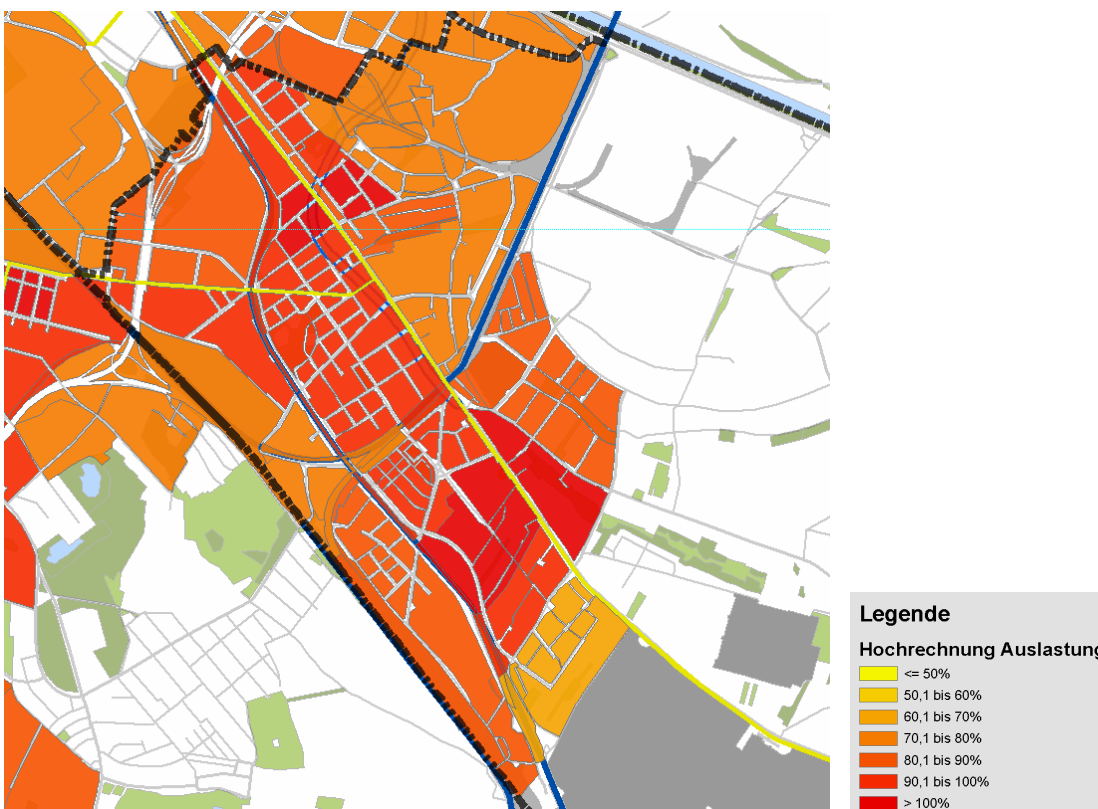 Legende
Hochrechnung Auslastung
<= 50%
50,1 bis 60%
60,1 bis 70%
70,1 bis 80%
80,1 bis 90%
90,1 bis 100%
> 100%